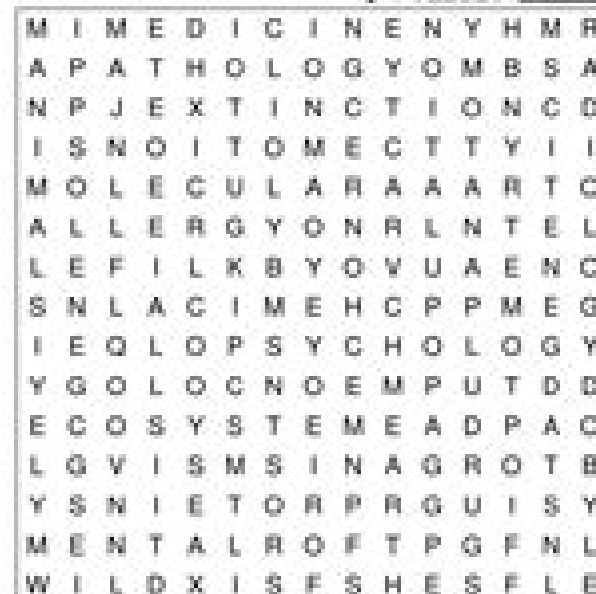 M I M E D I C I N E N Y H M R
A P A T H O L O G Y O M B S A
N P J E X T I N C T I O N C D
I S N O I T O M E C T T Y I I
M O L E C U L A R A A A R T C
A L L E R G Y O N R L N T E L
L E F I L K B Y O V U A E N C
S N L A C I M E H C P P M E G
I E Q L O P S Y C H O L O G Y
Y G O L O C N O E M P U T D D
E C O S Y S T E M E A D P A C
L G V I S M S I N A G R O T B
Y S N I E T O R P R G U I S Y
M E N T A L R O F T P G F N L
W I L D X I S F S H E S F L E